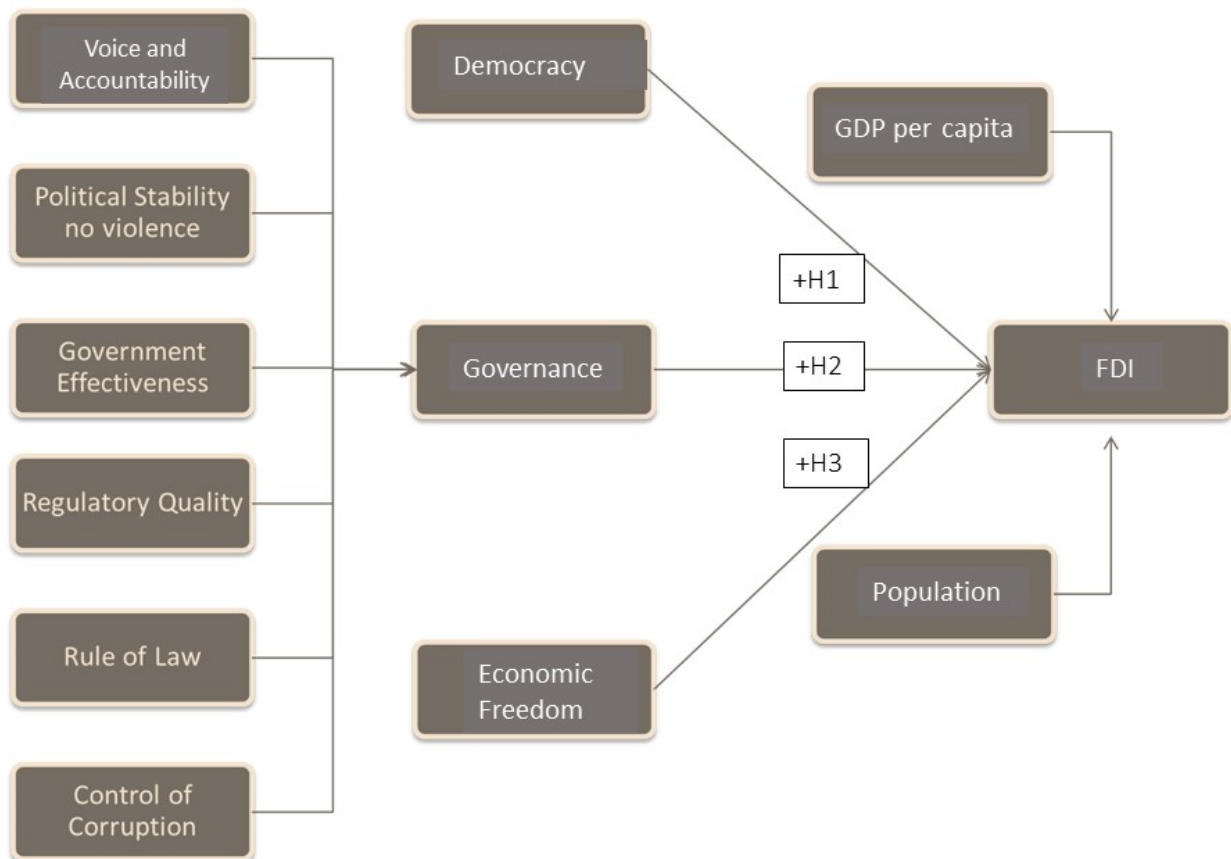 Voice and
Accountability
Political Stability
no violence
Government
Effectiveness
Regulatory Quality
Rule of Law
Control of
Corruption
Democracy
Governance
Economic
Freedom
+H1
+H2
+H3
GDP per capita
FDI
Population